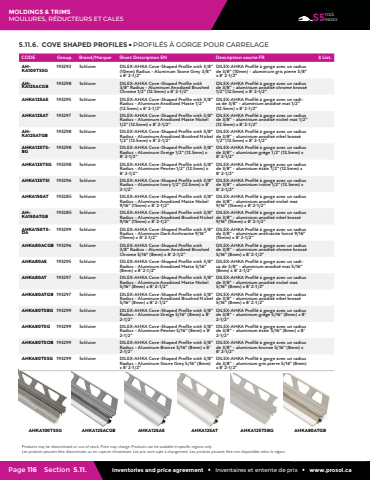 MOLDINGS & TRIMS
MOULURES, RÉDUCTEURS ET CALES
S5 TOIS
INDEX
5.11.6. COVE SHAPED PROFILES • PROFILÉS À GORGE POUR CARRELAGE
CODE Group. Brand/Marque Short Description EN Description courte FR $ List.
AH-
KA100TSSG 193293 Schluter DILEX-AHKA Cove-Shaped Profile with 3/8"
(10mm) Radius - Aluminum Stone Grey 3/8"
x 8' 2-1/2" DILEX-AHKA Profilé à gorge avec un radius
de 3/8" (10mm) - aluminium gris pierre 3/8"
x 8' 2-1/2"
AH-
KA125ACGB 193298 Schluter DILEX-AHKA Cove-Shaped Profile with
3/8" Radius - Aluminum Anodized Brushed
Chrome 1/2" (12.5mm) x 8' 2-1/2" DILEX-AHKA Profilé à gorge avec un radius
de 3/8" - aluminium anodisé chrome brossé
1/2" (12.5mm) x 8' 2-1/2"
AHKA125AE 193295 Schluter DILEX-AHKA Cove-Shaped Profile with 3/8"
Radius - Aluminum Anodized Matte 1/2"
(12.5mm) x 8' 2-1/2" DILEX-AHKA Profilé à gorge avec un radi-
us de 3/8" - aluminium anodisé mat 1/2"
(12.5mm) x 8' 2-1/2"
AHKA125AT 193297 Schluter DILEX-AHKA Cove-Shaped Profile with 3/8"
Radius - Aluminum Anodized Matte Nickel
1/2" (12.5mm) x 8' 2-1/2" DILEX-AHKA Profilé à gorge avec un radius
de 3/8" - aluminium anodisé nickel mat 1/2"
(12.5mm) x 8' 2-1/2"
AH-
KA125ATGB 193298 Schluter DILEX-AHKA Cove-Shaped Profile with 3/8"
Radius - Aluminum Anodized Brushed Nickel
1/2" (12.5mm) x 8' 2-1/2" DILEX-AHKA Profilé à gorge avec un radius
de 3/8" - aluminium anodisé nickel brossé
1/2" (12.5mm) x 8' 2-1/2"
AHKA125TS-
BG 193298 Schluter DILEX-AHKA Cove-Shaped Profile with 3/8"
Radius - Aluminum Greige 1/2" (12.5mm) x
8' 2-1/2" DILEX-AHKA Profilé à gorge avec un radius
de 3/8" - aluminium grège 1/2" (12.5mm) x
8' 2-1/2"
AHKA125TSG 193298 Schluter DILEX-AHKA Cove-Shaped Profile with 3/8"
Radius - Aluminum Pewter 1/2" (12.5mm) x
8' 2-1/2" DILEX-AHKA Profilé à gorge avec un radius
de 3/8" - aluminium étain 1/2" (12.5mm) x
8' 2-1/2"
AHKA125TSI 193296 Schluter DILEX-AHKA Cove-Shaped Profile with 3/8"
Radius - Aluminum Ivory 1/2" (12.5mm) x 8'
2-1/2" DILEX-AHKA Profilé à gorge avec un radius
de 3/8" - aluminium ivoire 1/2" (12.5mm) x
8' 2-1/2"
AHKA150AT 193285 Schluter DILEX-AHKA Cove-Shaped Profile with 3/8"
Radius - Aluminum Anodized Matte Nickel
9/16" (15mm) x 8' 2-1/2" DILEX-AHKA Profilé à gorge avec un radius
de 3/8" - aluminium anodisé nickel mat
9/16" (15mm) x 8' 2-1/2"
AH-
KA150ATGB 193285 Schluter DILEX-AHKA Cove-Shaped Profile with 3/8"
Radius - Aluminum Anodized Brushed Nickel
9/16" (15mm) x 8' 2-1/2" DILEX-AHKA Profilé à gorge avec un radius
de 3/8" - aluminium anodisé nickel brossé
9/16" (15mm) x 8' 2-1/2"
AHKA150TS- 193299 Schluter DILEX-AHKA Cove-Shaped Profile with 3/8"
Radius - Aluminum Dark Anthracite 9/16"
(15mm) x 8' 2-1/2" DILEX-AHKA Profilé à gorge avec un radius
de 3/8" - aluminium anthracite foncé 9/16"
(15mm) x 8' 2-1/2"
AHKA80ACGB 193296 Schluter DILEX-AHKA Cove-Shaped Profile with
3/8" Radius - Aluminum Anodized Brushed
Chrome 5/16" (8mm) x 8' 2-1/2" DILEX-AHKA Profilé à gorge avec un radius
de 3/8" - aluminium anodisé chrome brossé
5/16" (8mm) x 8' 2-1/2"
AHKA80AE 193295 Schluter DILEX-AHKA Cove-Shaped Profile with 3/8"
Radius - Aluminum Anodized Matte 5/16"
(8mm) x 8' 2-1/2" DILEX-AHKA Profilé à gorge avec un radi-
us de 3/8" - aluminium anodisé mat 5/16"
(8mm) x 8' 2-1/2"
AHKA80AT 193297 Schluter DILEX-AHKA Cove-Shaped Profile with 3/8"
Radius - Aluminum Anodized Matte Nickel
5/16" (8mm) x 8' 2-1/2" DILEX-AHKA Profilé à gorge avec un radius
de 3/8" - aluminium anodisé nickel mat
5/16" (8mm) x 8' 2-1/2"
AHKA80ATGB 193297 Schluter DILEX-AHKA Cove-Shaped Profile with 3/8"
Radius - Aluminum Anodized Brushed Nickel
5/16" (8mm) x 8' 2-1/2" DILEX-AHKA Profilé à gorge avec un radius
de 3/8" - aluminium anodisé nickel brossé
5/16" (8mm) x 8' 2-1/2"
AHKA80TSBG 193299 Schluter DILEX-AHKA Cove-Shaped Profile with 3/8"
Radius - Aluminum Greige 5/16" (8mm) x 8'
2-1/2" DILEX-AHKA Profilé à gorge avec un radius
de 3/8" - aluminium grège 5/16" (8mm) x 8'
2-1/2"
AHKA80TSG 193299 Schluter DILEX-AHKA Cove-Shaped Profile with 3/8"
Radius - Aluminum Pewter 5/16" (8mm) x 8'
2-1/2" DILEX-AHKA Profilé à gorge avec un radius
de 3/8" - aluminium étain 5/16" (8mm) x 8'
2-1/2"
AHKA80TSOB 193299 Schluter DILEX-AHKA Cove-Shaped Profile with 3/8"
Radius - Aluminum Bronze 5/16" (8mm) x 8'
2-1/2" DILEX-AHKA Profilé à gorge avec un radius
de 3/8" - aluminium bronze 5/16" (8mm) x
8' 2-1/2"
AHKA80TSSG 193299 Schluter DILEX-AHKA Cove-Shaped Profile with 3/8"
Radius - Aluminum Stone Grey 5/16" (8mm)
x 8' 2-1/2" DILEX-AHKA Profilé à gorge avec un radius
de 3/8" - aluminium gris pierre 5/16" (8mm)
x 8' 2-1/2"
AHKA100TSSG AHKA125ACGB AHKA125AE AHKA125AT AHKA125TSBG AHKA80ATGB
Products may be discontinued or out of stock. Price may change. Products can be available in specific regions only.
Les produits peuvent être discontinués ou en rupture d'inventaire. Les prix sont sujet à changement. Les produits peuvent être non disponibles selon la région.
Page 116 Section 5.11. Inventories and price agreement • Inventaires et entente de prix • www.prosol.ca